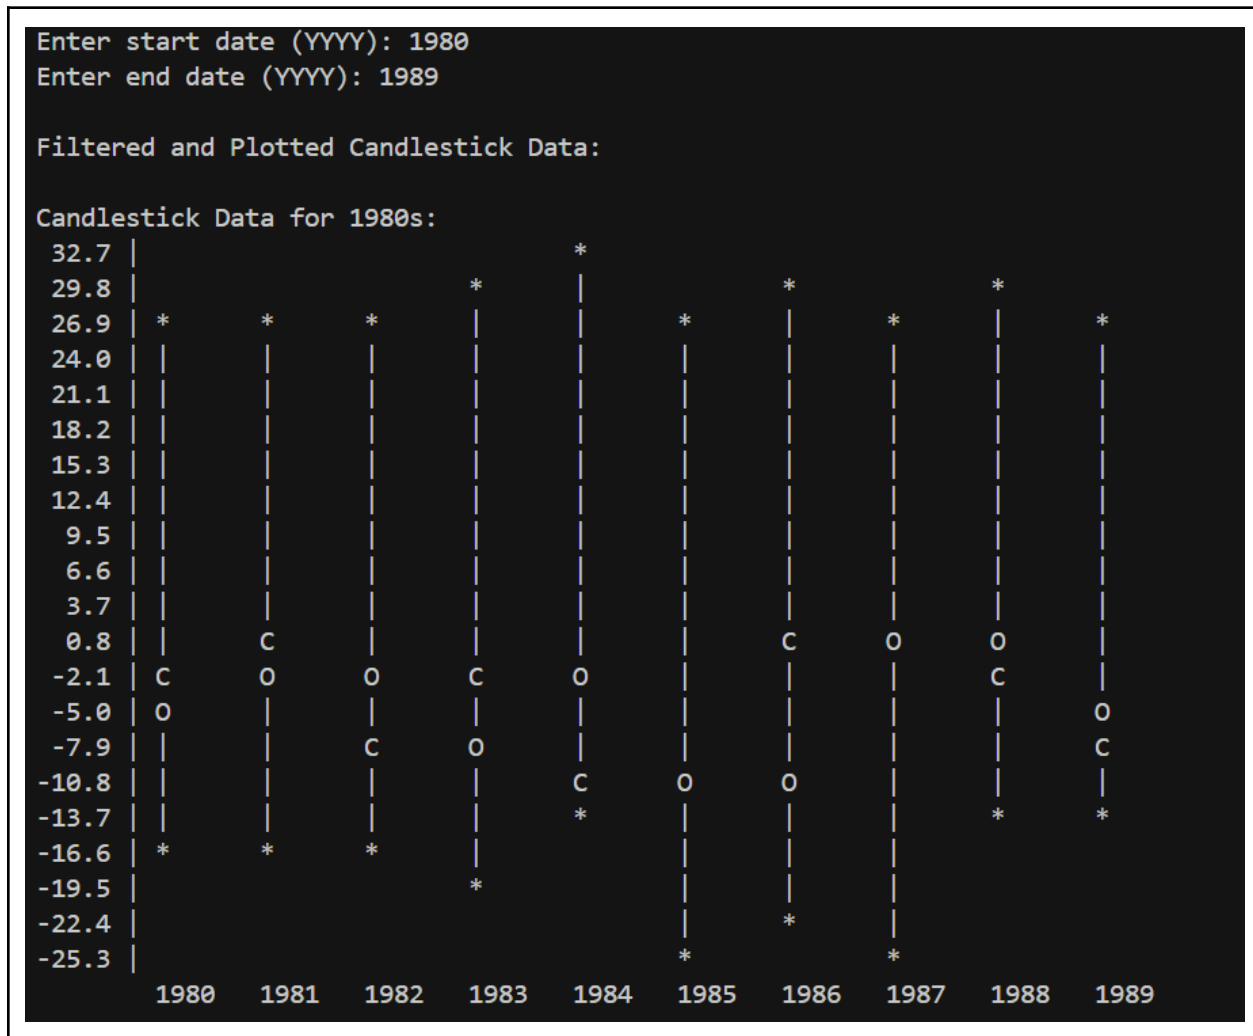 Enter start date (YYYY): 1980
Enter end date (YYYY): 1989

Filtered and Plotted Candlestick Data:

Candlestick Data for 1980s:
 32.7 |                             *
 29.8 |                      *      |             *             *
 26.9 | *      *      *      |      |      *      |      *      |      *
 24.0 | |      |      |      |      |      |      |      |      |      |
 21.1 | |      |      |      |      |      |      |      |      |      |
 18.2 | |      |      |      |      |      |      |      |      |      |
 15.3 | |      |      |      |      |      |      |      |      |      |
 12.4 | |      |      |      |      |      |      |      |      |      |
  9.5 | |      |      |      |      |      |      |      |      |      |
  6.6 | |      |      |      |      |      |      |      |      |      |
  3.7 | |      |      |      |      |      |      |      |      |      |
  0.8 | |      C      |      |      |      |      C      O      O      |
 -2.1 | C      O      O      C      O      |      |      |      C      |
 -5.0 | O      |      |      |      |      |      |      |      |      O
 -7.9 | |      |      C      O      |      |      |      |      |      C
-10.8 | |      |      |      |      C      O      O      |      |      |
-13.7 | |      |      |      |      *      |      |      |      *      *
-16.6 | *      *      *      |             |      |      |
-19.5 |                      *             |      |      |
-22.4 |                                    |      *      |
-25.3 |                                    *             *
        1980   1981   1982   1983   1984   1985   1986   1987   1988   1989